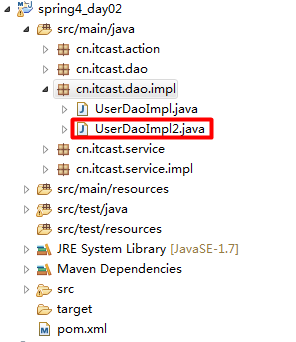 spring4_day02
src/main/java
cn.itcast.action
cn.itcast.dao
cn.itcast.dao.impl
UserDaoImpl.java
UserDaoImpl2.java
cn.itcast.service
cn.itcast.service.impl
src/main/resources
src/test/java
src/test/resources
JRE System Library [JavaSE-1.7]
Maven Dependencies
src
target
pom.xml